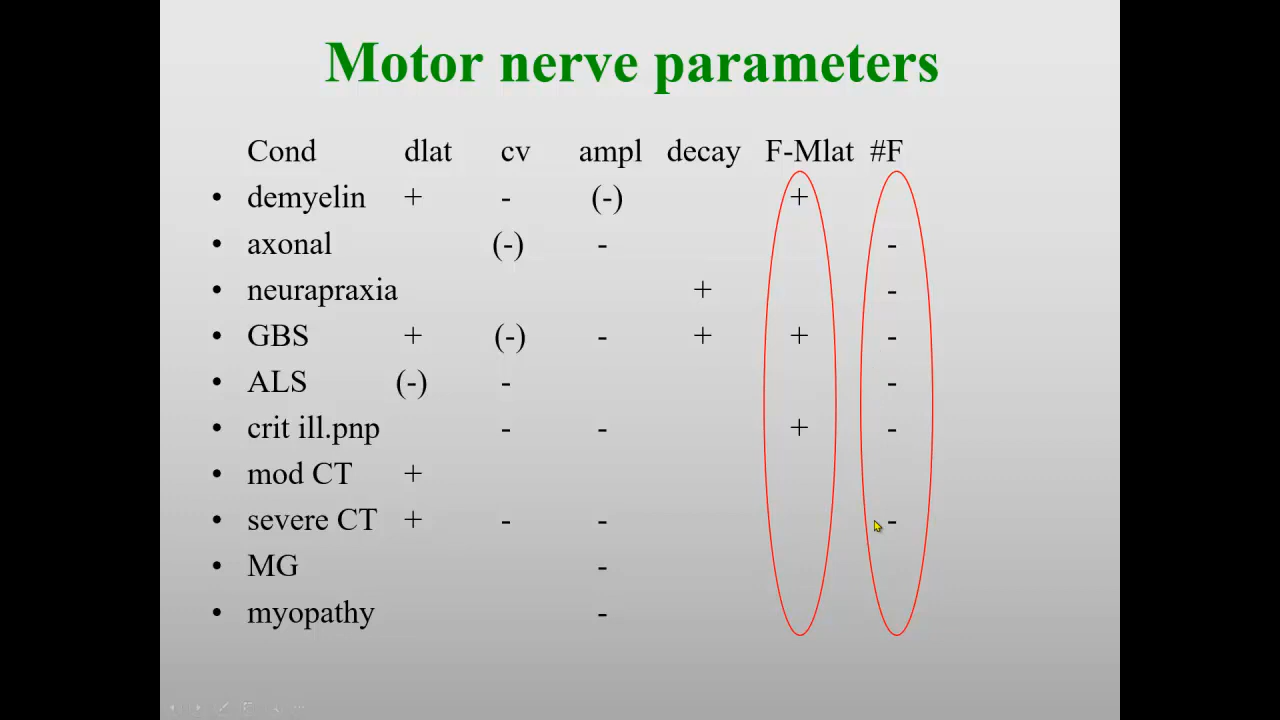 Motor nerve parameters
Cond dlat cv ampl decay F-Mlat #F
• demyelin + - (-) +
• axonal (-) - -
• neurapraxia + -
• GBS + (-) - + + -
• ALS (-) - -
• crit ill.pnp - - + -
• mod CT +
• severe CT + - - -
• MG -
• myopathy -